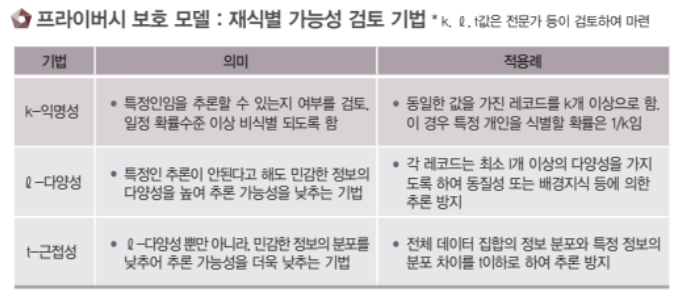 프라이버시 보호 모델 : 재식별 가능성 검토 기법 * k, ℓ, t값은 전문가 등이 검토하여 마련
기법 의미 적용례
k-익명성
• 특정인임을 추론할 수 있는지 여부를 검토,
일정 확률수준 이상 비식별 되도록 함
• 동일한 값을 가진 레코드를 k개 이상으로 함.
이 경우 특정 개인을 식별할 확률은 1/k임
ℓ-다양성
• 특정인 추론이 안된다고 해도 민감한 정보의
다양성을 높여 추론 가능성을 낮추는 기법
• 각 레코드는 최소 l개 이상의 다양성을 가지
도록 하여 동질성 또는 배경지식 등에 의한
추론 방지
t-근접성
• ℓ-다양성 뿐만 아니라, 민감한 정보의 분포를
낮추어 추론 가능성을 더욱 낮추는 기법
• 전체 데이터 집합의 정보 분포와 특정 정보의
분포 차이를 t이하로 하여 추론 방지